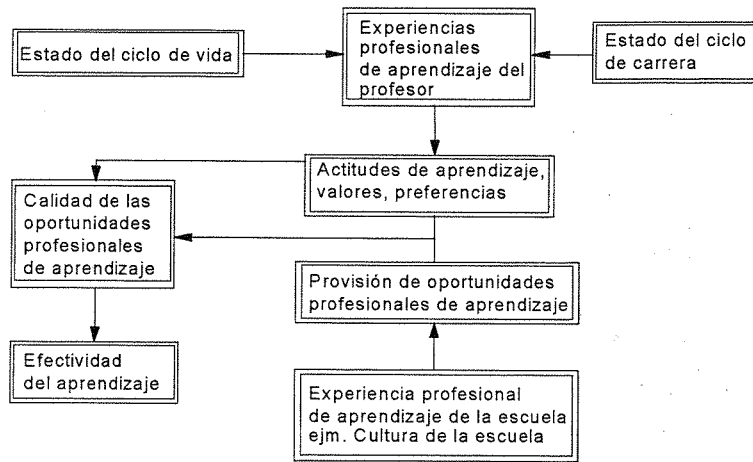 Estado del ciclo de vida
Experiencias
profesionales
de aprendizaje del
profesor
Estado del ciclo
de carrera
Actitudes de aprendizaje,
valores, preferencias
Calidad de las
oportunidades
profesionales
de aprendizaje
Provisión de oportunidades
profesionales de aprendizaje
Efectividad
del aprendizaje
Experiencia profesional
de aprendizaje de la escuela
ejm. Cultura de la escuela